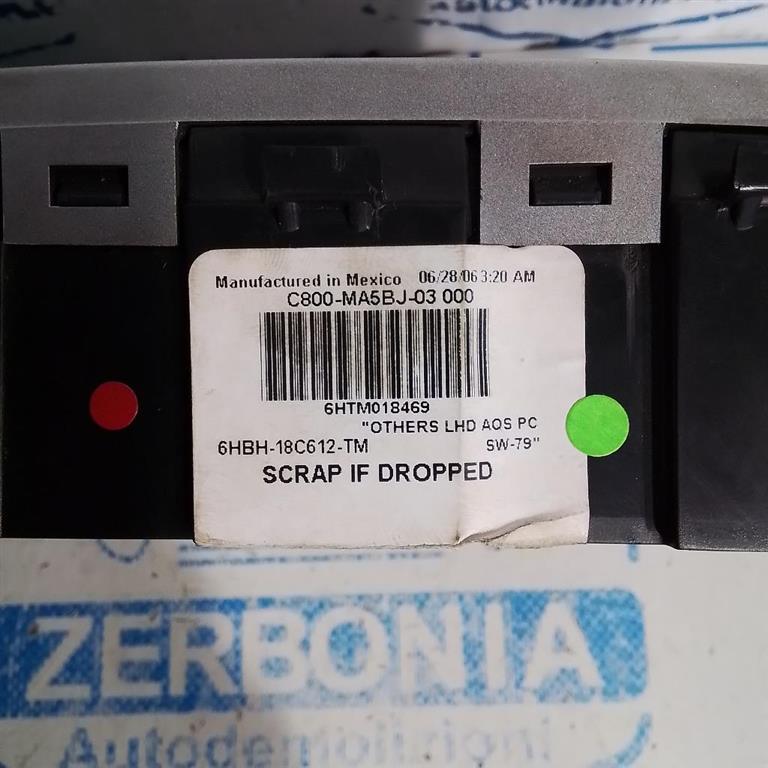 Manufactured in Mexico 06/28/06 3:20 AM
C800-MA5BJ-03 000
6HTM018469
"OTHERS LHD AQS PC
6HBH-18C612-TM SW-79"
SCRAP IF DROPPED
ZERBONIA
Autodemolizioni